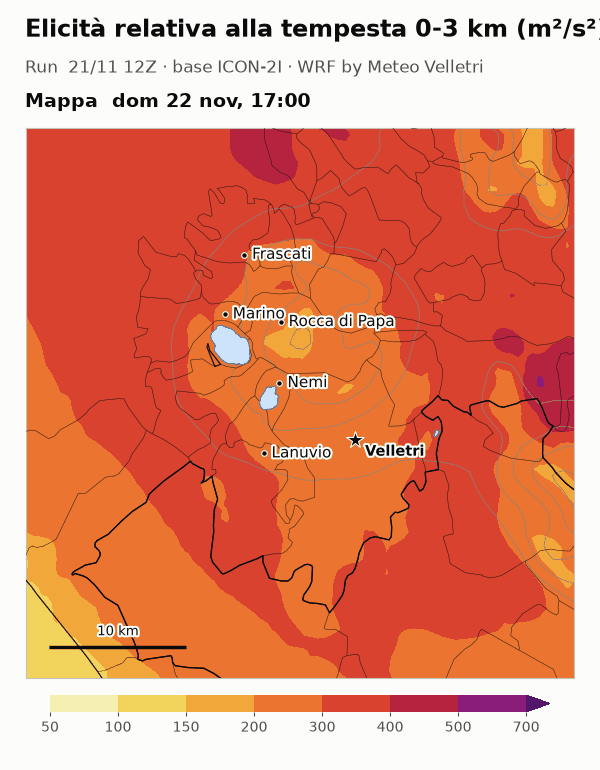 Elicità relativa alla tempesta 0-3 km (m²/s²)
Run 21/11 12Z · base ICON-2I · WRF by Meteo Velletri
Mappa dom 22 nov, 17:00
Frascati
Marino
Rocca di Papa
Nemi
Lanuvio
Velletri
10 km
50 100 150 200 300 400 500 700